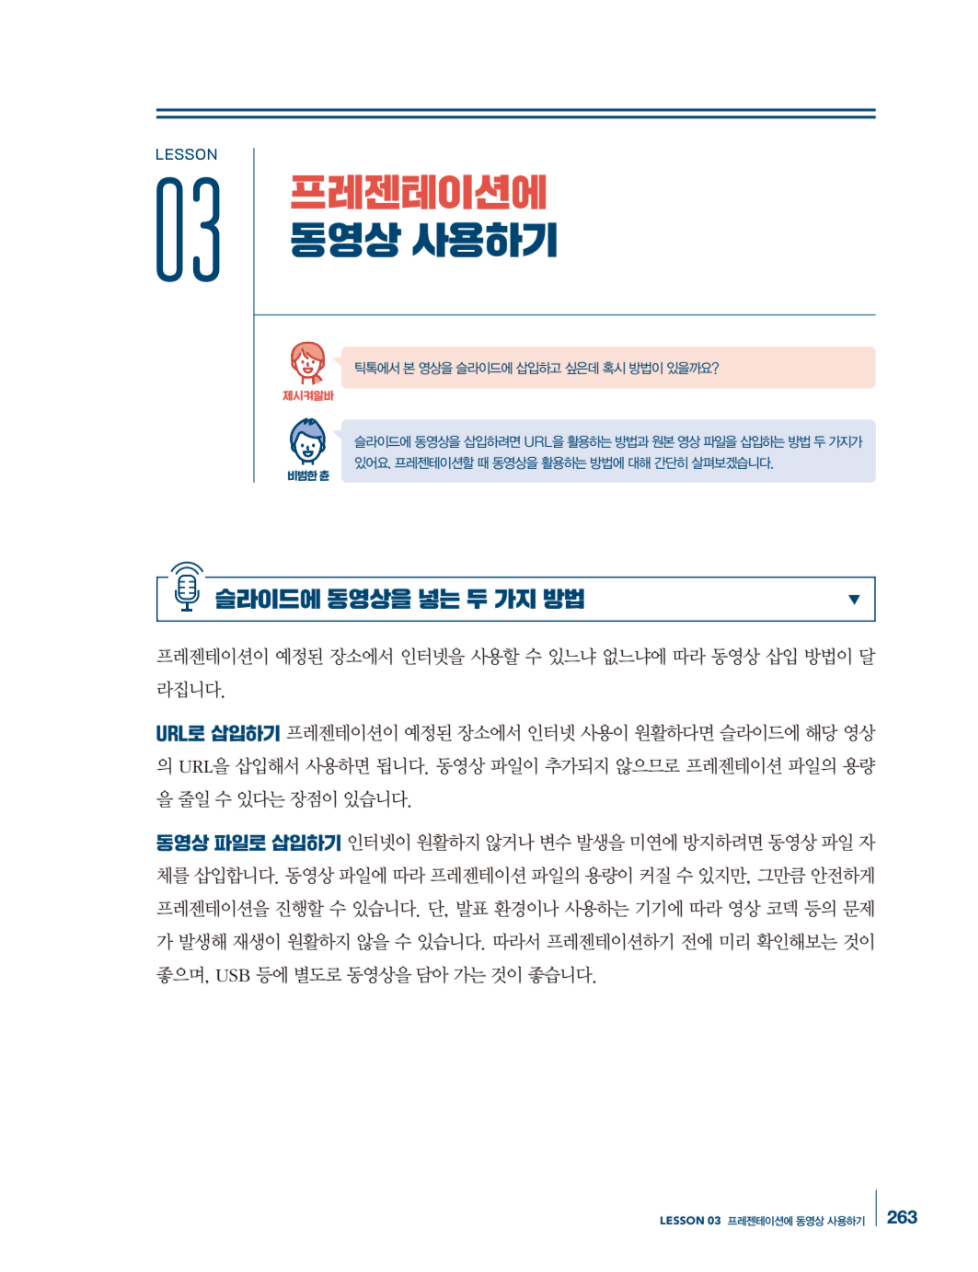 LESSON
03
프레젠테이션에
동영상 사용하기
틱톡에서 본 영상을 슬라이드에 삽입하고 싶은데 혹시 방법이 있을까요?
제시켜알바
슬라이드에 동영상을 삽입하려면 URL을 활용하는 방법과 원본 영상 파일을 삽입하는 방법 두 가지가
있어요. 프레젠테이션할 때 동영상을 활용하는 방법에 대해 간단히 살펴보겠습니다.
비범한 츈
슬라이드에 동영상을 넣는 두 가지 방법
프레젠테이션이 예정된 장소에서 인터넷을 사용할 수 있느냐 없느냐에 따라 동영상 삽입 방법이 달
라집니다.
URL로 삽입하기 프레젠테이션이 예정된 장소에서 인터넷 사용이 원활하다면 슬라이드에 해당 영상
의 URL을 삽입해서 사용하면 됩니다. 동영상 파일이 추가되지 않으므로 프레젠테이션 파일의 용량
을 줄일 수 있다는 장점이 있습니다.
동영상 파일로 삽입하기 인터넷이 원활하지 않거나 변수 발생을 미연에 방지하려면 동영상 파일 자
체를 삽입합니다. 동영상 파일에 따라 프레젠테이션 파일의 용량이 커질 수 있지만, 그만큼 안전하게
프레젠테이션을 진행할 수 있습니다. 단, 발표 환경이나 사용하는 기기에 따라 영상 코덱 등의 문제
가 발생해 재생이 원활하지 않을 수 있습니다. 따라서 프레젠테이션하기 전에 미리 확인해보는 것이
좋으며, USB 등에 별도로 동영상을 담아 가는 것이 좋습니다.
LESSON 03 프레젠테이션에 동영상 사용하기 263